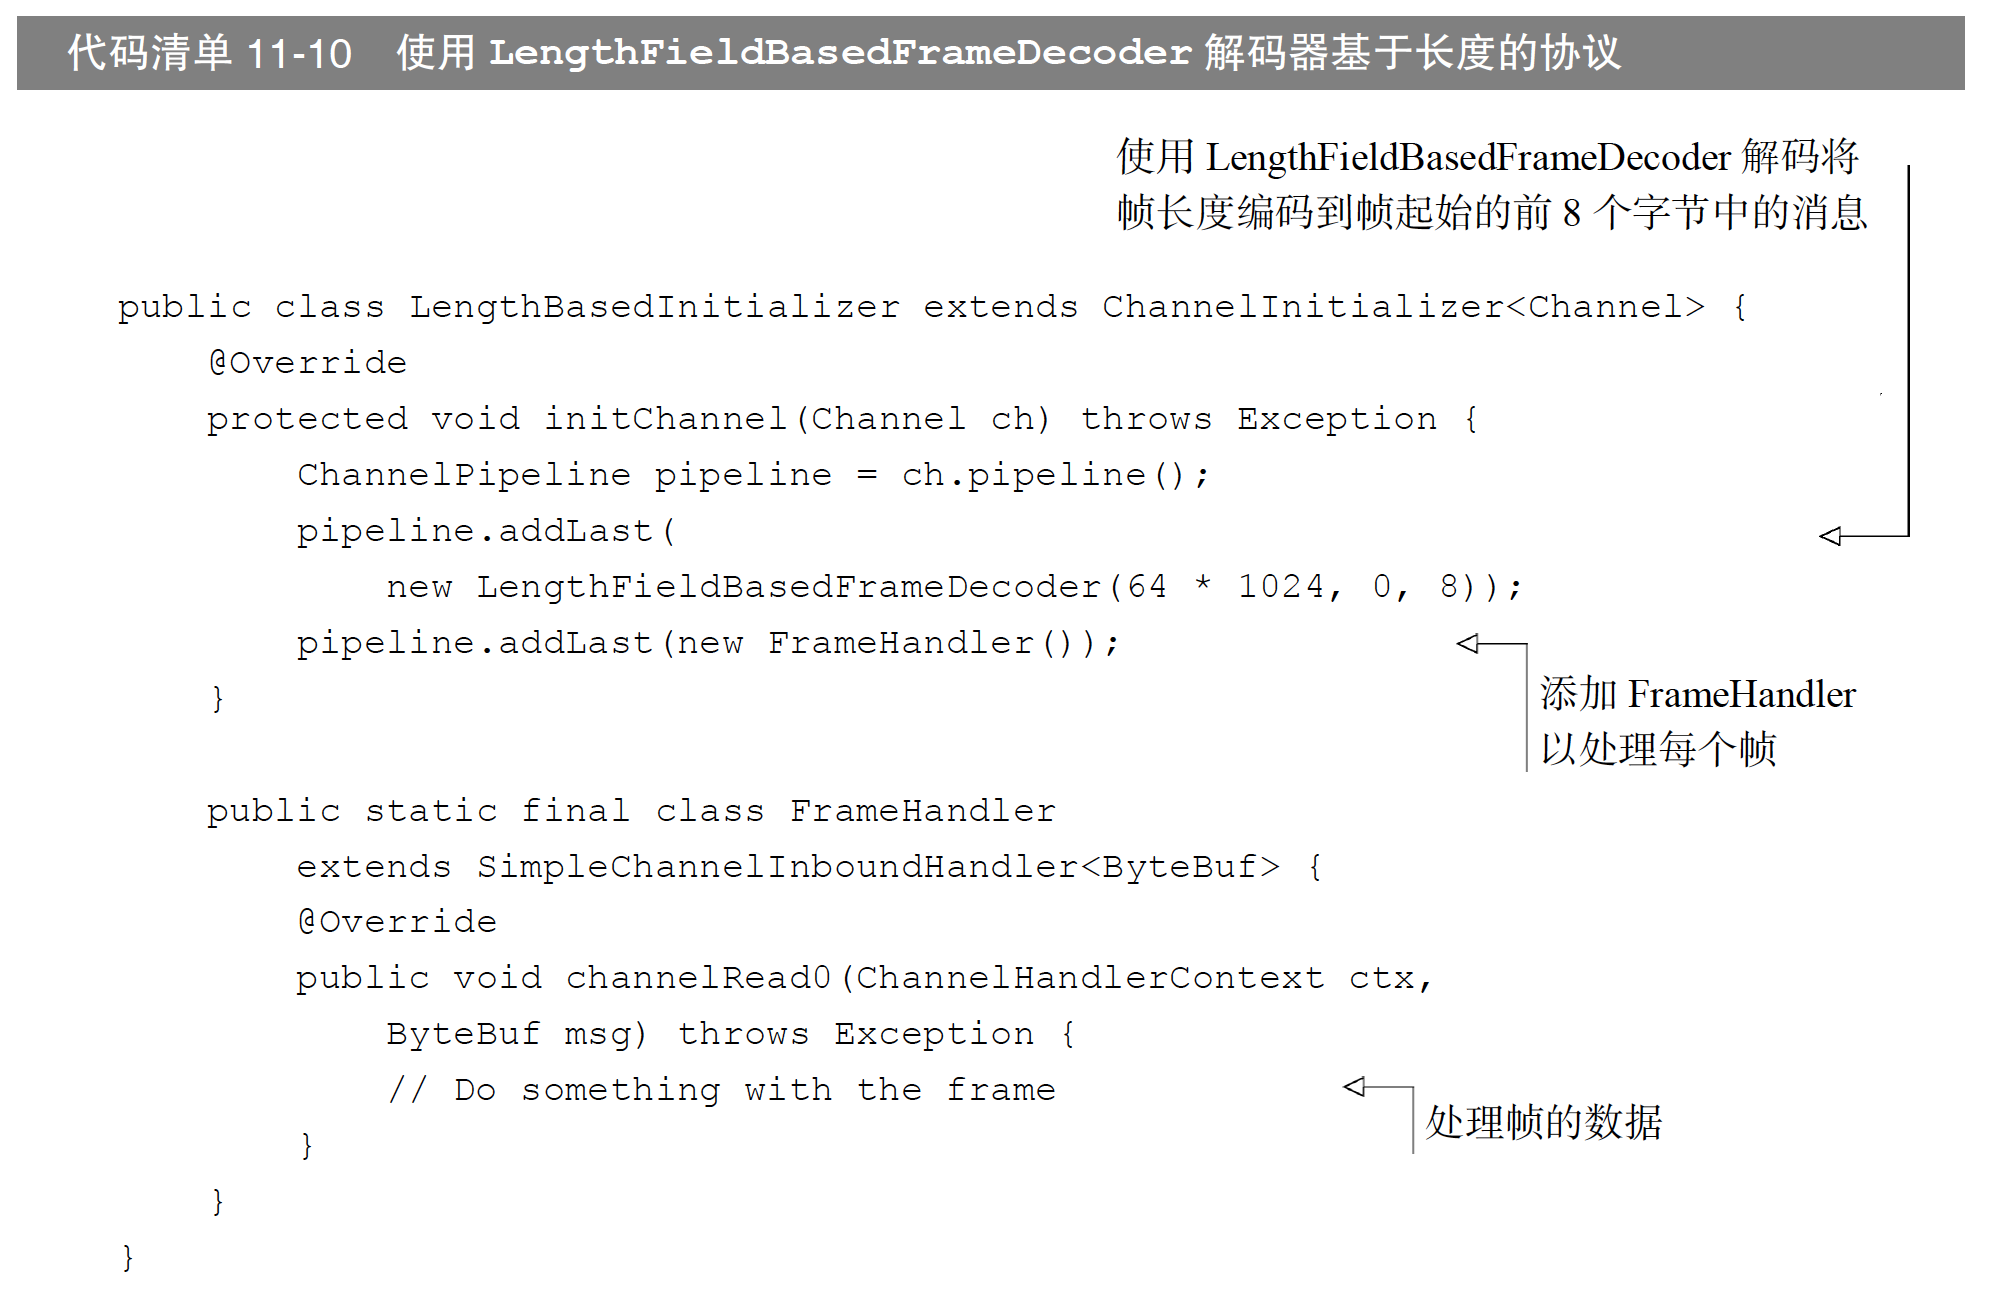 代码清单 11-10 使用 LengthFieldBasedFrameDecoder 解码器基于长度的协议
使用 LengthFieldBasedFrameDecoder 解码将
帧长度编码到帧起始的前 8 个字节中的消息
public class LengthBasedInitializer extends ChannelInitializer<Channel> {
@Override
protected void initChannel(Channel ch) throws Exception {
ChannelPipeline pipeline = ch.pipeline();
pipeline.addLast(
new LengthFieldBasedFrameDecoder(64 * 1024, 0, 8));
pipeline.addLast(new FrameHandler());
}
添加 FrameHandler
以处理每个帧
public static final class FrameHandler
extends SimpleChannelInboundHandler<ByteBuf> {
@Override
public void channelRead0(ChannelHandlerContext ctx,
ByteBuf msg) throws Exception {
// Do something with the frame
处理帧的数据
}
}
}